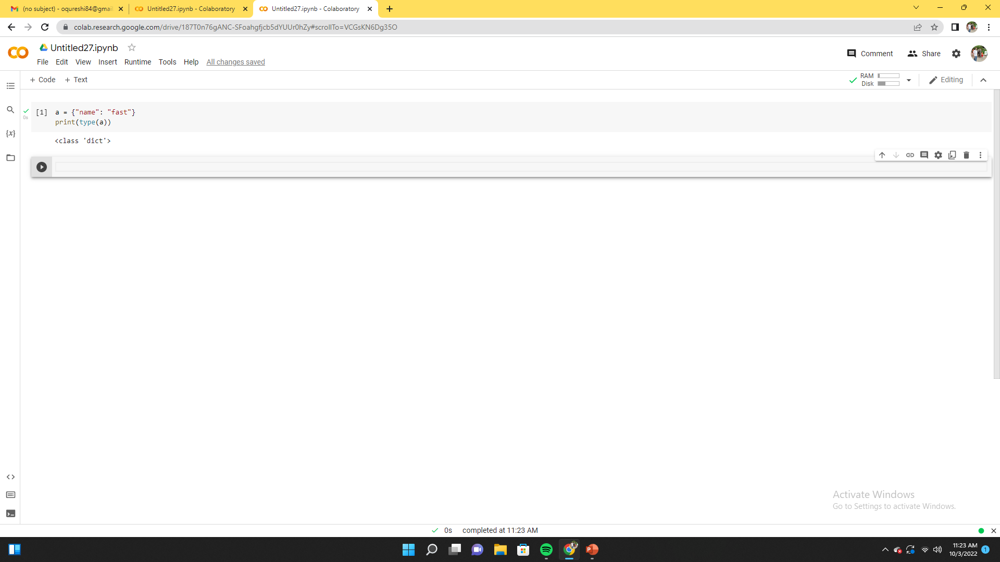 (no subject) - oqureshi84@gmai
Untitled27.ipynb - Colaboratory
Untitled27.ipynb - Colaboratory
colab.research.google.com/drive/187T0n76gANC-SFoahgfjcb5dYUUr0hZy#scrollTo=VCGsKN6Dg35O
Untitled27.ipynb
File Edit View Insert Runtime Tools Help All changes saved
Comment Share
+ Code + Text
RAM
Disk
Editing
[1] a = {"name": "fast"}
0s
print(type(a))
{x}
<class 'dict'>
Activate Windows
Go to Settings to activate Windows.
0s completed at 11:23 AM
11:23 AM
10/3/2022
1